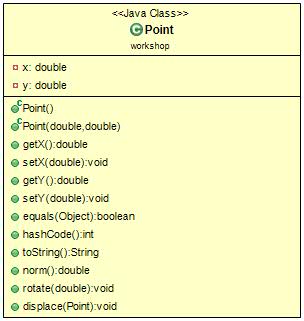 <<Java Class>>
C Point
workshop
x: double
y: double
C Point()
C Point(double,double)
getX():double
setX(double):void
getY():double
setY(double):void
equals(Object):boolean
hashCode():int
toString():String
norm():double
rotate(double):void
displace(Point):void